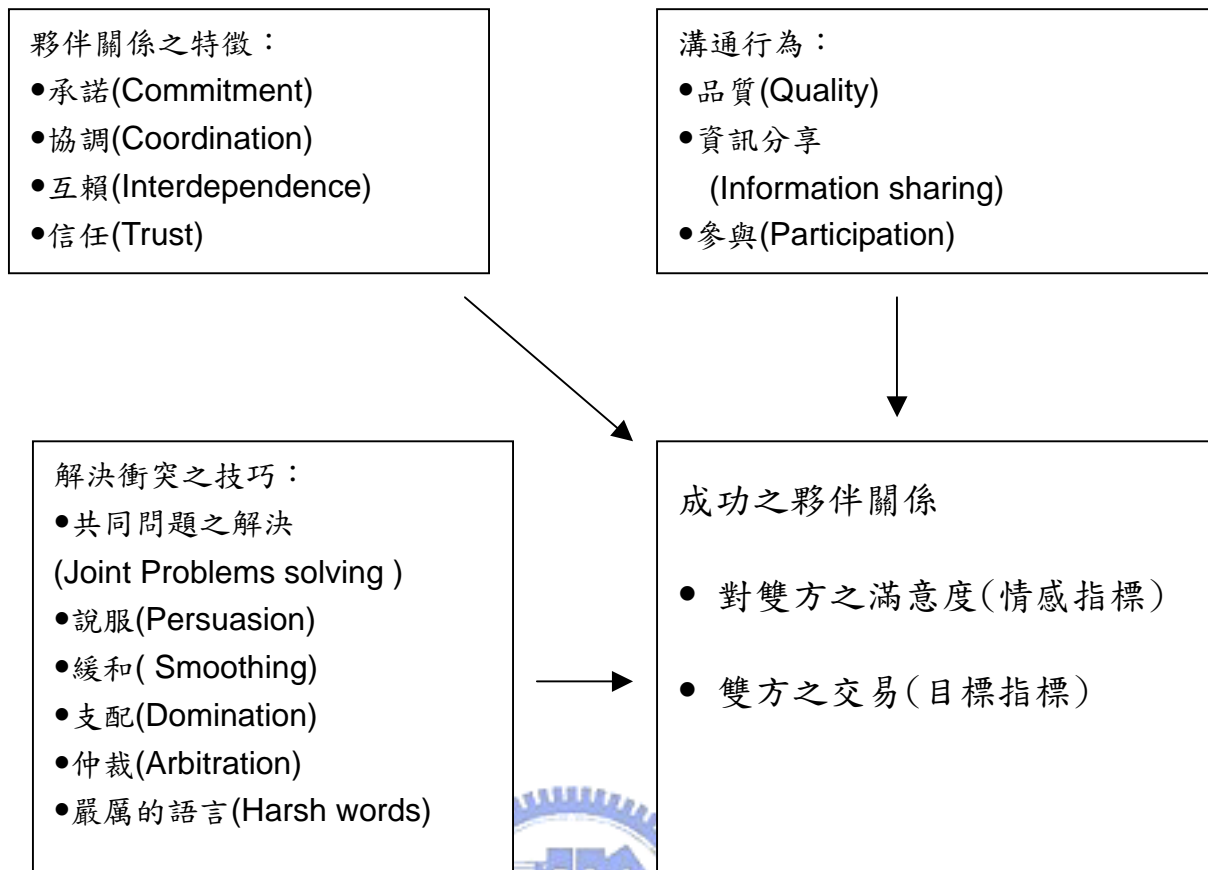 夥伴關係之特徵：
●承諾(Commitment)
●協調(Coordination)
●互賴(Interdependence)
●信任(Trust)
溝通行為：
●品質(Quality)
●資訊分享
(Information sharing)
●參與(Participation)
解決衝突之技巧：
●共同問題之解決
(Joint Problems solving )
●說服(Persuasion)
●緩和( Smoothing)
●支配(Domination)
●仲裁(Arbitration)
●嚴厲的語言(Harsh words)
成功之夥伴關係
● 對雙方之滿意度(情感指標)
● 雙方之交易(目標指標)